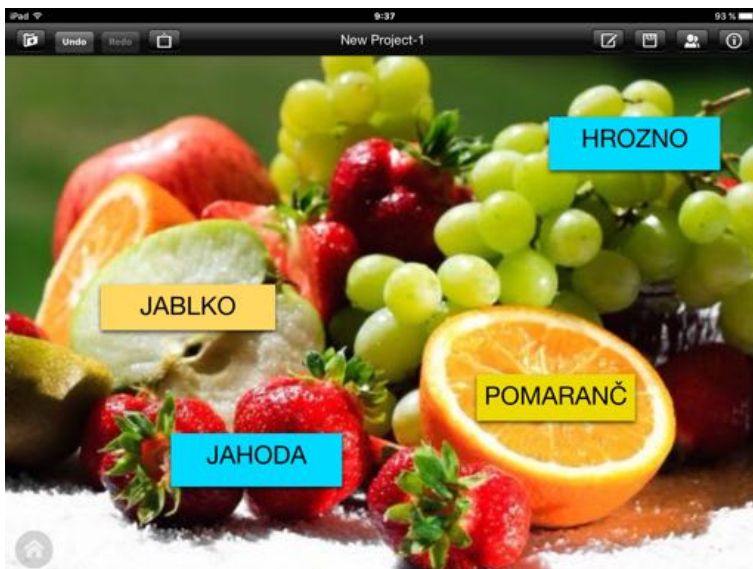 iPad 9:37 93 %
Undo Redo New Project-1
HROZNO
JABLKO
POMARANČ
JAHODA